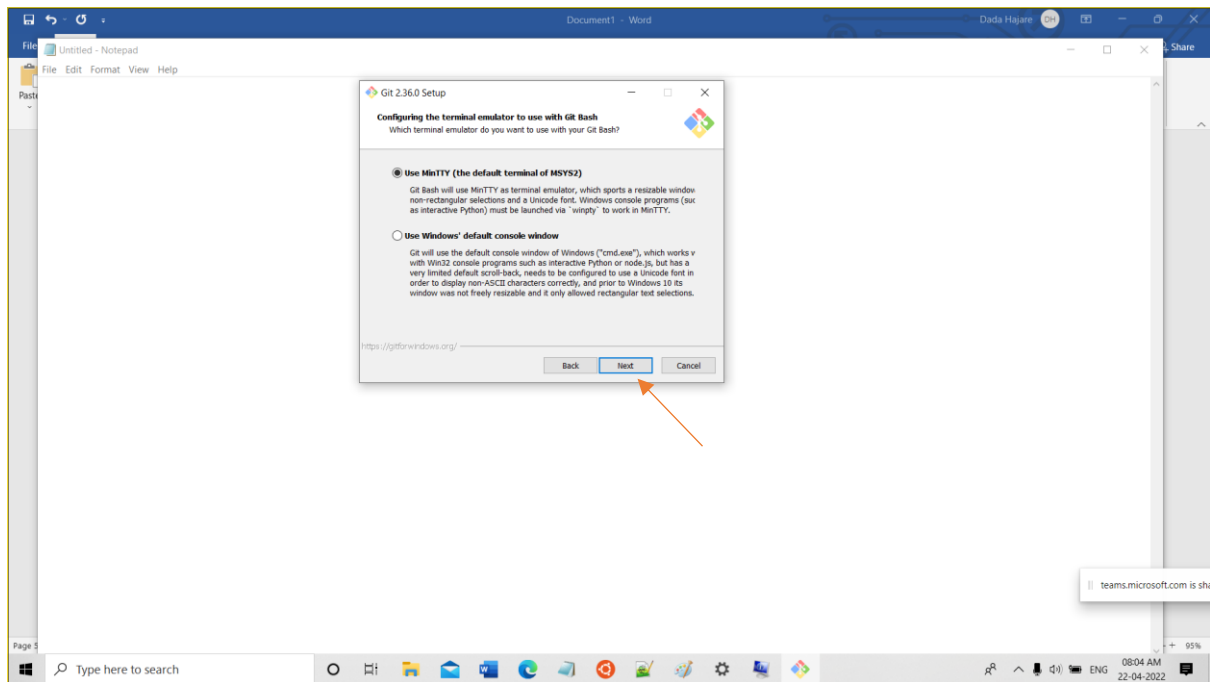 Document1 - Word
Dada Hajare
DH
File
Share
Untitled - Notepad
File Edit Format View Help
Paste
Git 2.36.0 Setup
Configuring the terminal emulator to use with Git Bash
Which terminal emulator do you want to use with your Git Bash?
Use MinTTY (the default terminal of MSYS2)
Git Bash will use MinTTY as terminal emulator, which sports a resizable window
non-rectangular selections and a Unicode font. Windows console programs (suc
as interactive Python) must be launched via `winpty` to work in MinTTY.
Use Windows' default console window
Git will use the default console window of Windows ("cmd.exe"), which works v
with Win32 console programs such as interactive Python or node.js, but has a
very limited default scroll-back, needs to be configured to use a Unicode font in
order to display non-ASCII characters correctly, and prior to Windows 10 its
window was not freely resizable and it only allowed rectangular text selections.
https://gitforwindows.org/
Back Next Cancel
teams.microsoft.com is sha
Page 5
95%
Type here to search
ENG
08:04 AM
22-04-2022